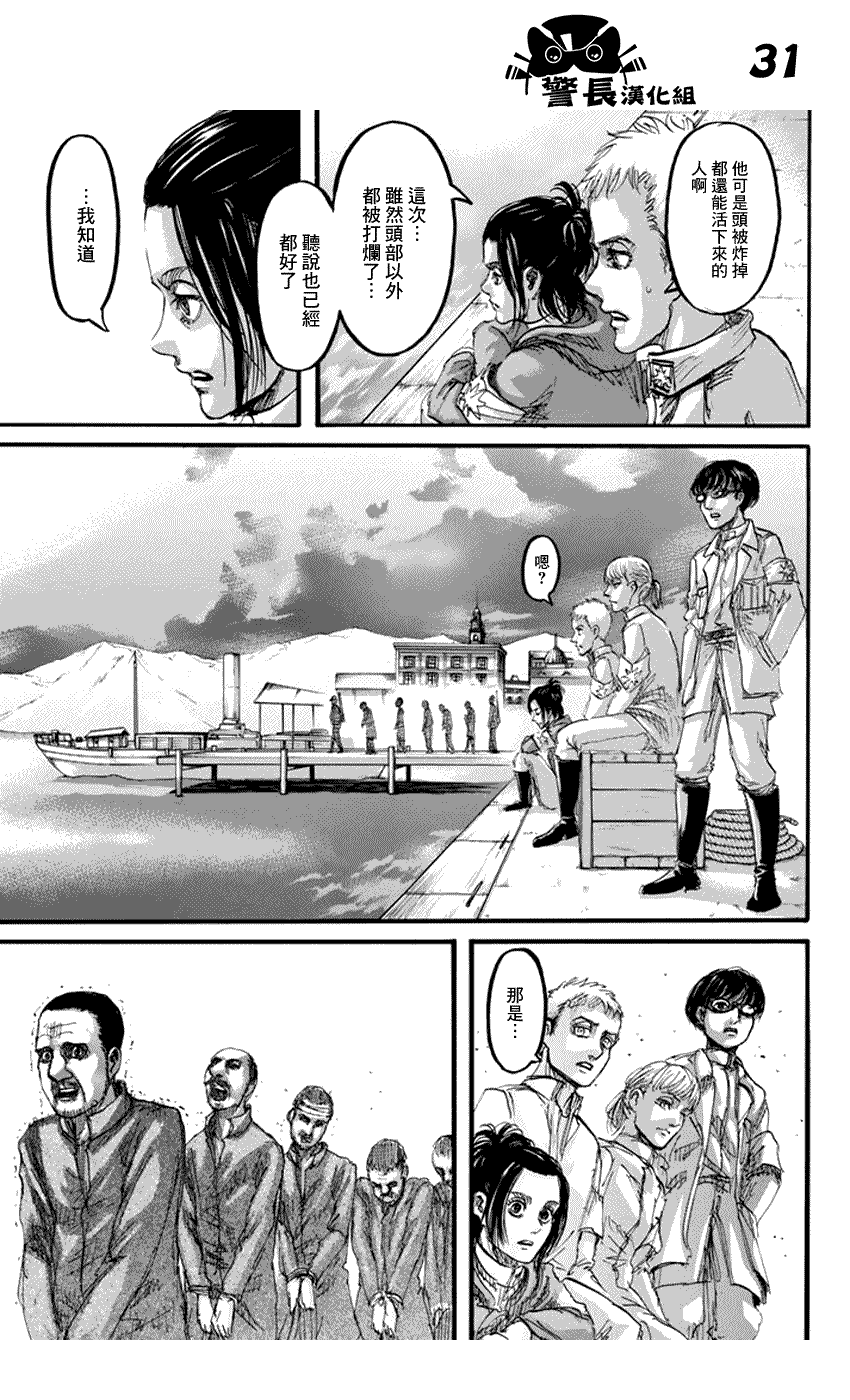 警長漢化組
31
他可是頭被炸掉
都還能活下來的
人啊
這次…
雖然頭部以外
都被打爛了…
聽說也已經
都好了
…我知道
嗯?
那是…